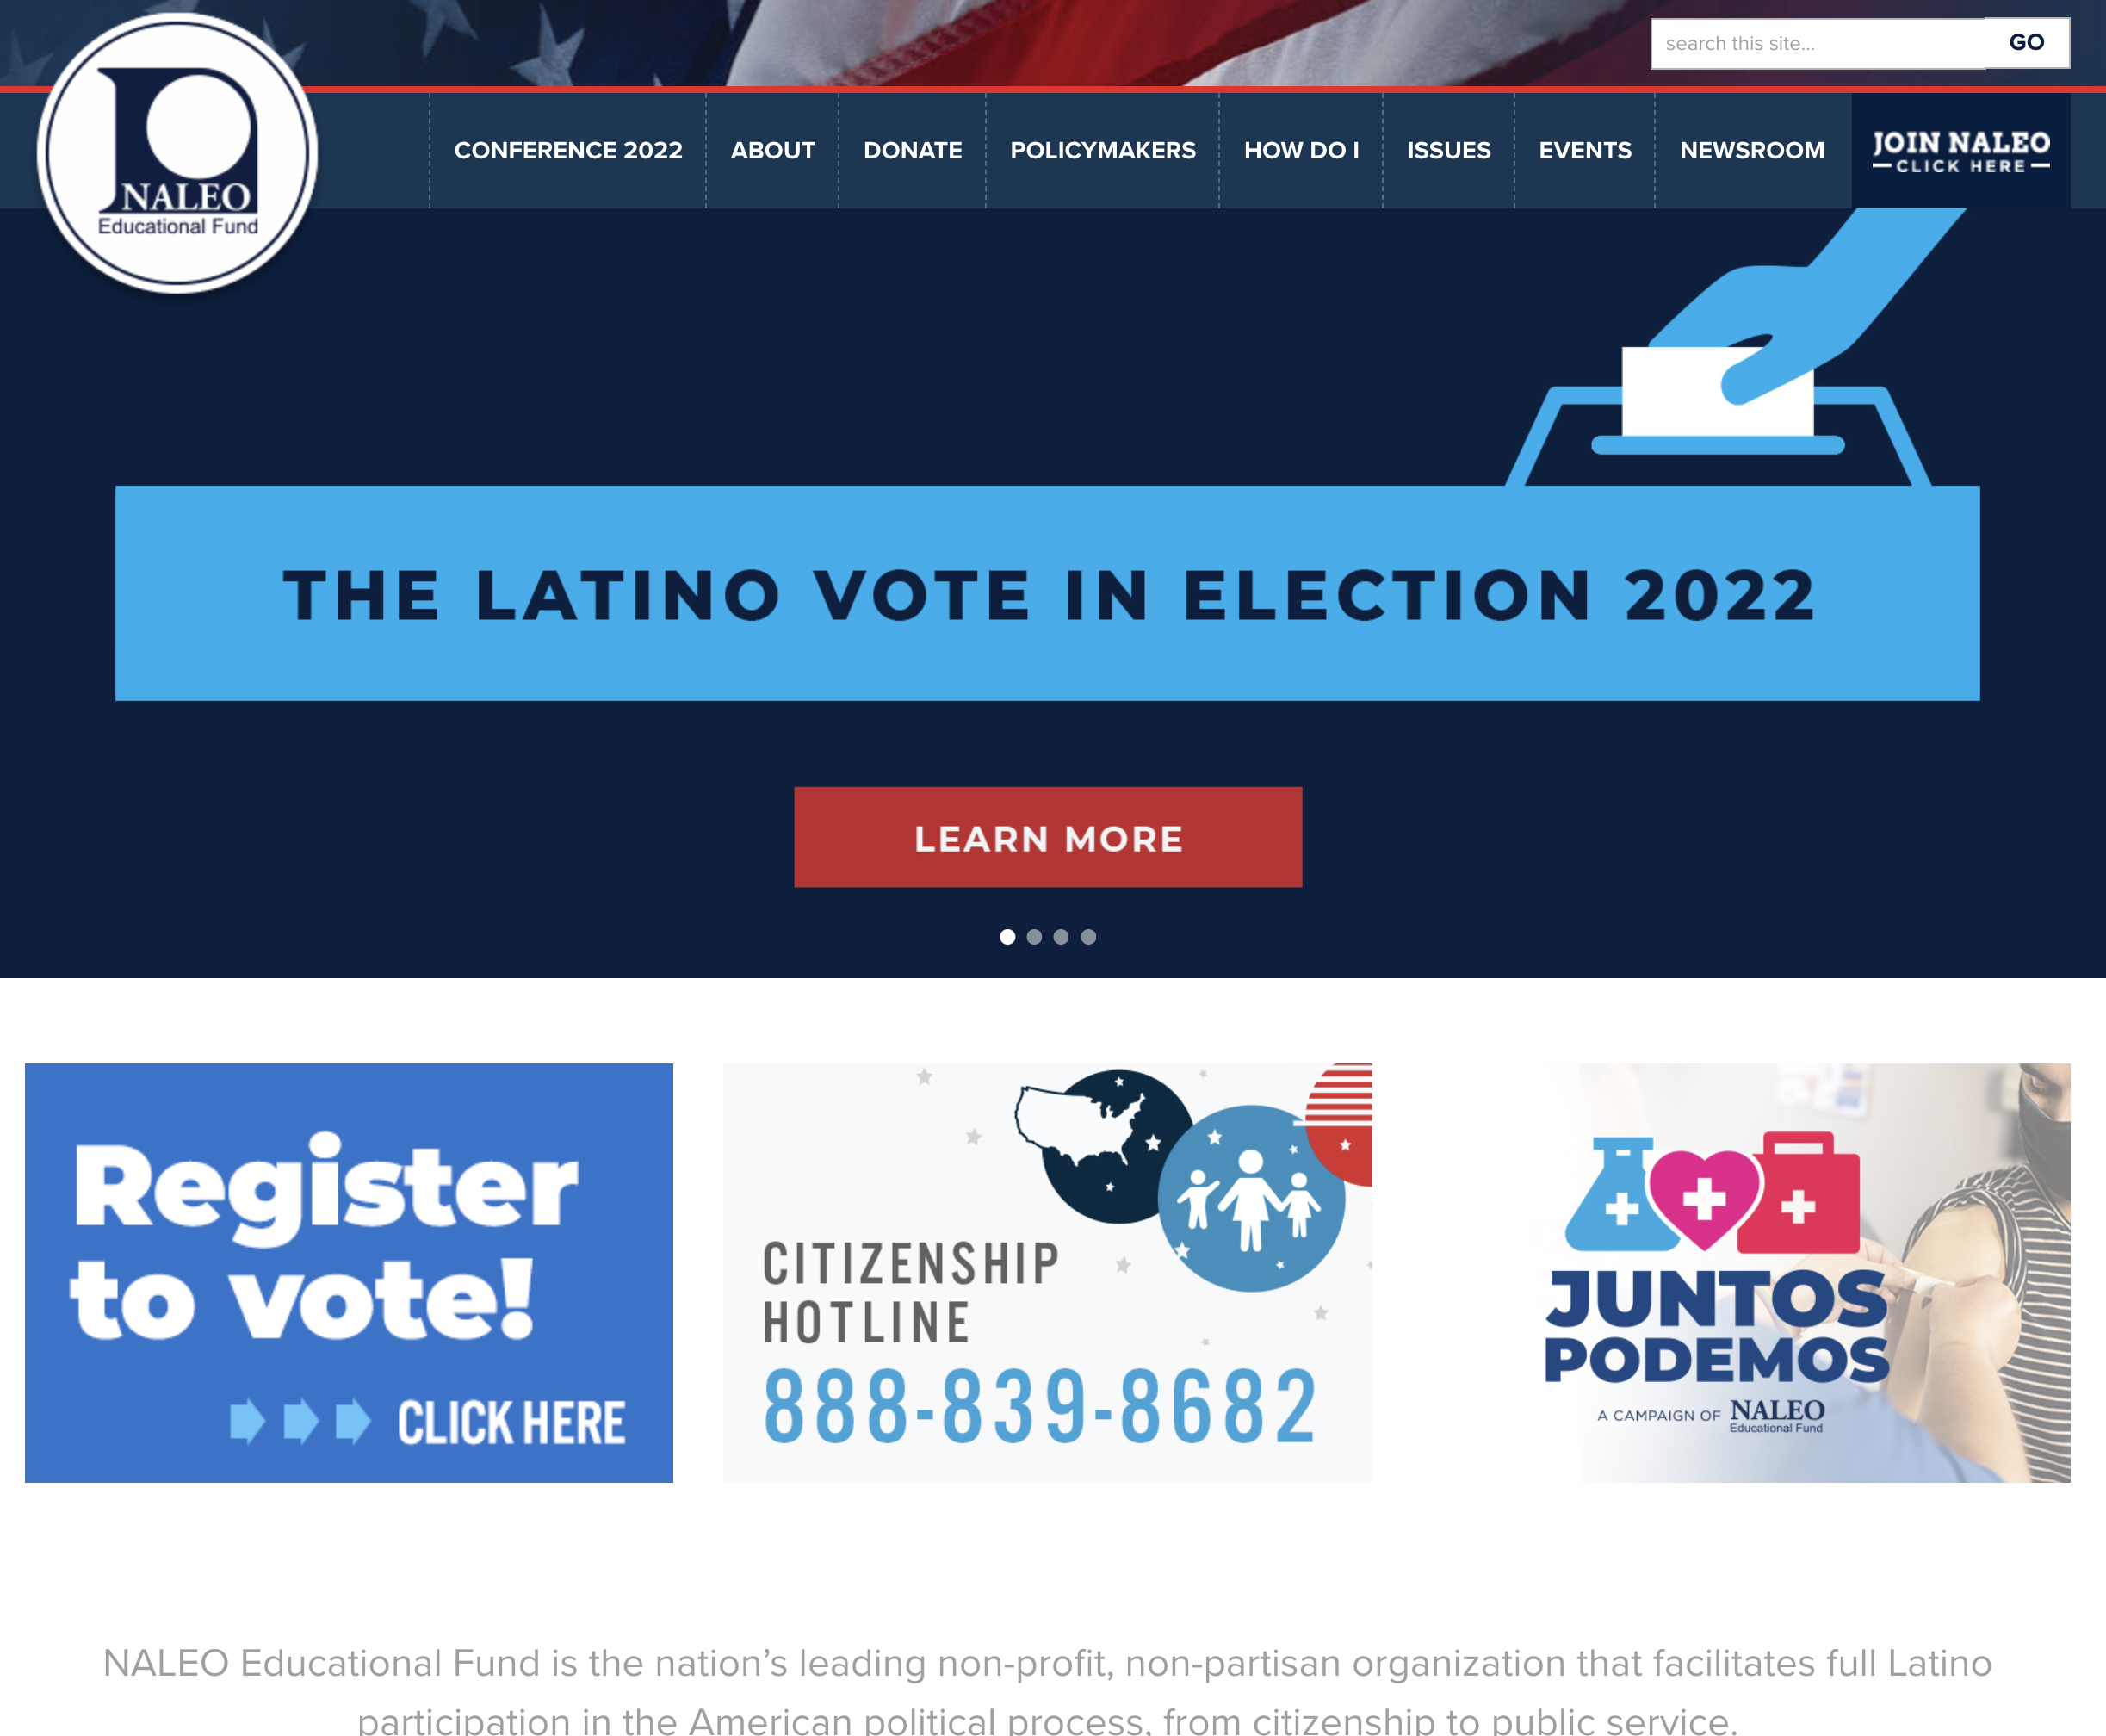 search this site...
GO
NALEO
Educational Fund
CONFERENCE 2022
ABOUT
DONATE
POLICYMAKERS
HOW DO I
ISSUES
EVENTS
NEWSROOM
JOIN NALEO
CLICK HERE
THE LATINO VOTE IN ELECTION 2022
LEARN MORE
Register
to vote!
CLICK HERE
CITIZENSHIP
HOTLINE
888-839-8682
JUNTOS
PODEMOS
A CAMPAIGN OF NALEO
Educational Fund
NALEO Educational Fund is the nation’s leading non-profit, non-partisan organization that facilitates full Latino
participation in the American political process, from citizenship to public service.